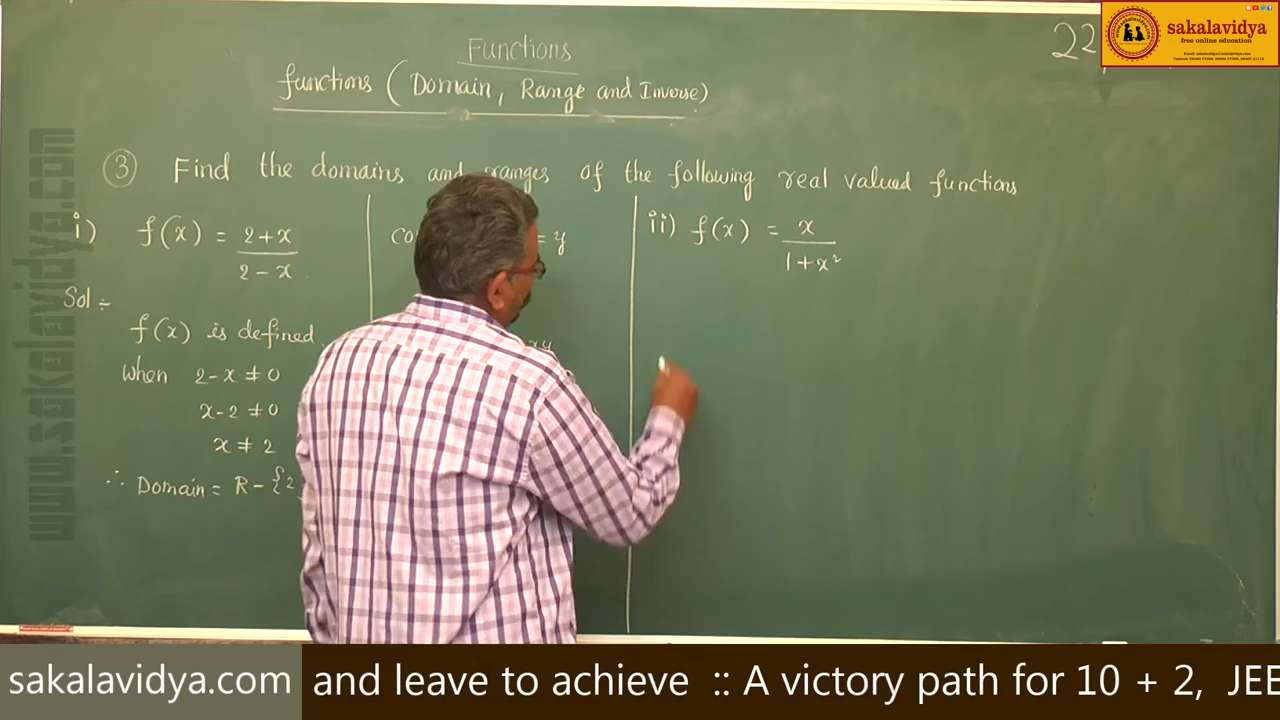 Functions
functions (Domain, Range and Inverse)
22
sakalavidya
free online education
③ Find the domains and ranges of the following real valued functions
i) f(x) = 2+x / 2-x
Sol :-
f(x) is defined
When 2-x ≠ 0
x-2 ≠ 0
x ≠ 2
∴ Domain = R - {2
= y
xy
ii) f(x) = x / 1+x²
www.sakalavidya.com
sakalavidya.com
and leave to achieve :: A victory path for 10 + 2, JEE